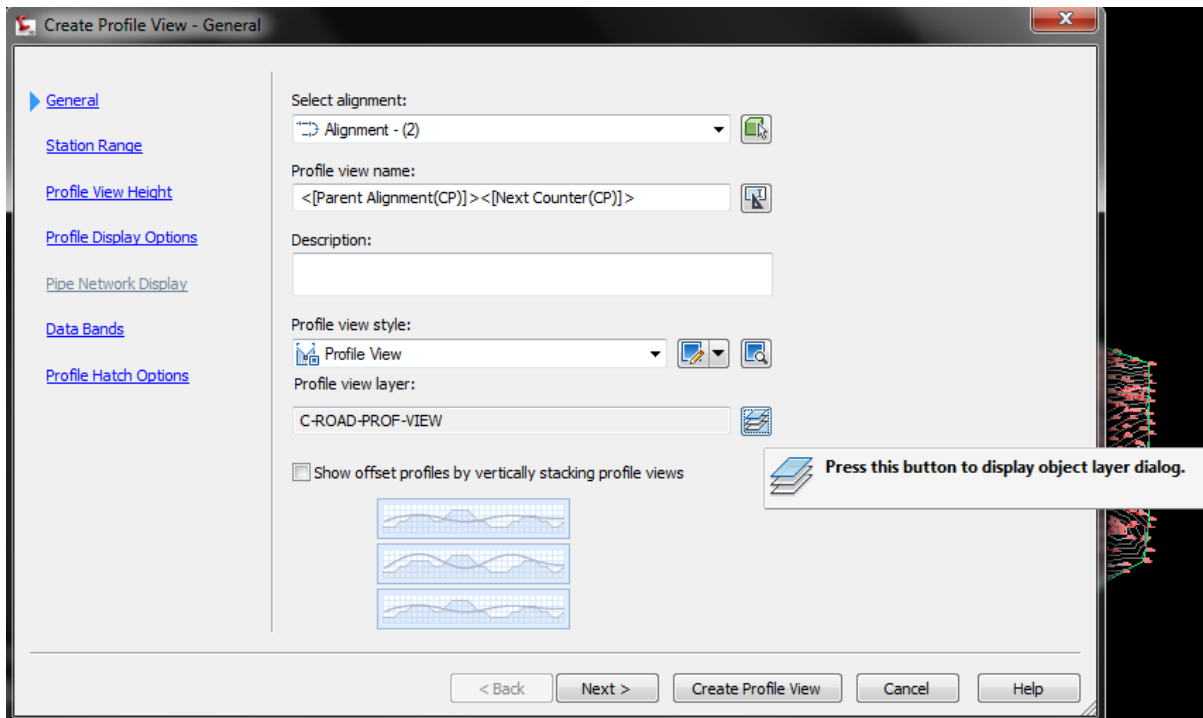 Create Profile View - General
X
General
Station Range
Profile View Height
Profile Display Options
Pipe Network Display
Data Bands
Profile Hatch Options
Select alignment:
Alignment - (2)
Profile view name:
<[Parent Alignment(CP)]><[Next Counter(CP)]>
Description:
Profile view style:
Profile View
Profile view layer:
C-ROAD-PROF-VIEW
Press this button to display object layer dialog.
Show offset profiles by vertically stacking profile views
< Back
Next >
Create Profile View
Cancel
Help